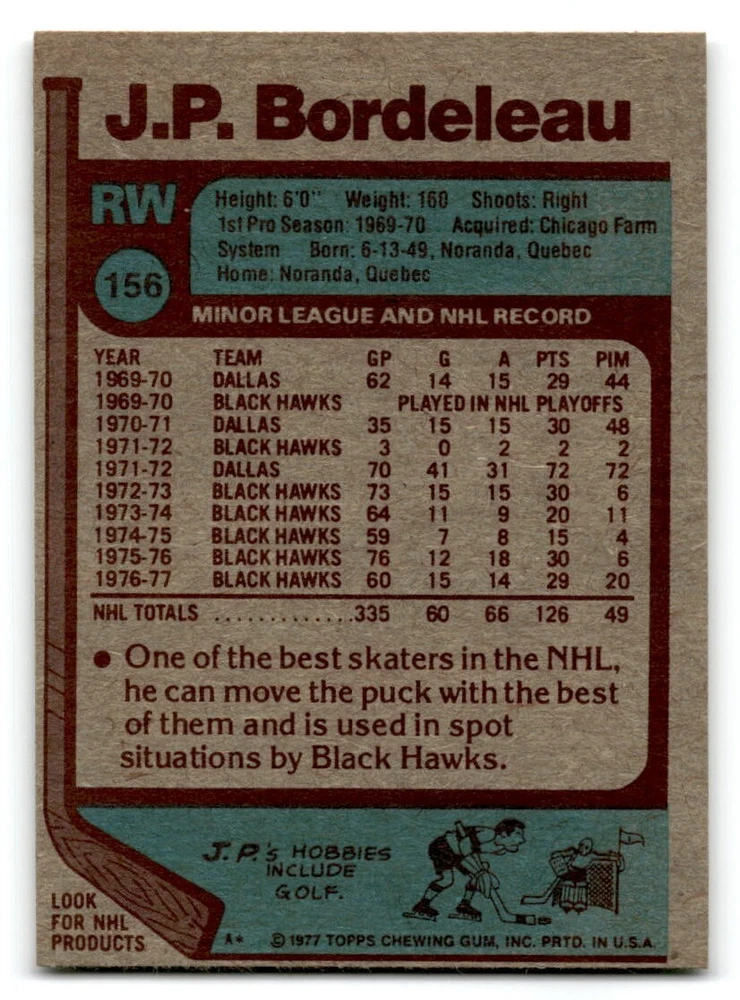 J.P. Bordeleau
RW
Height: 6'0" Weight: 160 Shoots: Right
1st Pro Season: 1969-70 Acquired: Chicago Farm
System Born: 6-13-49, Noranda, Quebec
Home: Noranda, Quebec
156
MINOR LEAGUE AND NHL RECORD
YEAR TEAM GP G A PTS PIM
1969-70 DALLAS 62 14 15 29 44
1969-70 BLACK HAWKS PLAYED IN NHL PLAYOFFS
1970-71 DALLAS 35 15 15 30 48
1971-72 BLACK HAWKS 3 0 2 2 2
1971-72 DALLAS 70 41 31 72 72
1972-73 BLACK HAWKS 73 15 15 30 6
1973-74 BLACK HAWKS 64 11 9 20 11
1974-75 BLACK HAWKS 59 7 8 15 4
1975-76 BLACK HAWKS 76 12 18 30 6
1976-77 BLACK HAWKS 60 15 14 29 20
NHL TOTALS .............335 60 66 126 49
• One of the best skaters in the NHL,
he can move the puck with the best
of them and is used in spot
situations by Black Hawks.
J.P.'s HOBBIES
INCLUDE
GOLF.
LOOK
FOR NHL
PRODUCTS
A* ©1977 TOPPS CHEWING GUM, INC. PRTD. IN U.S.A.